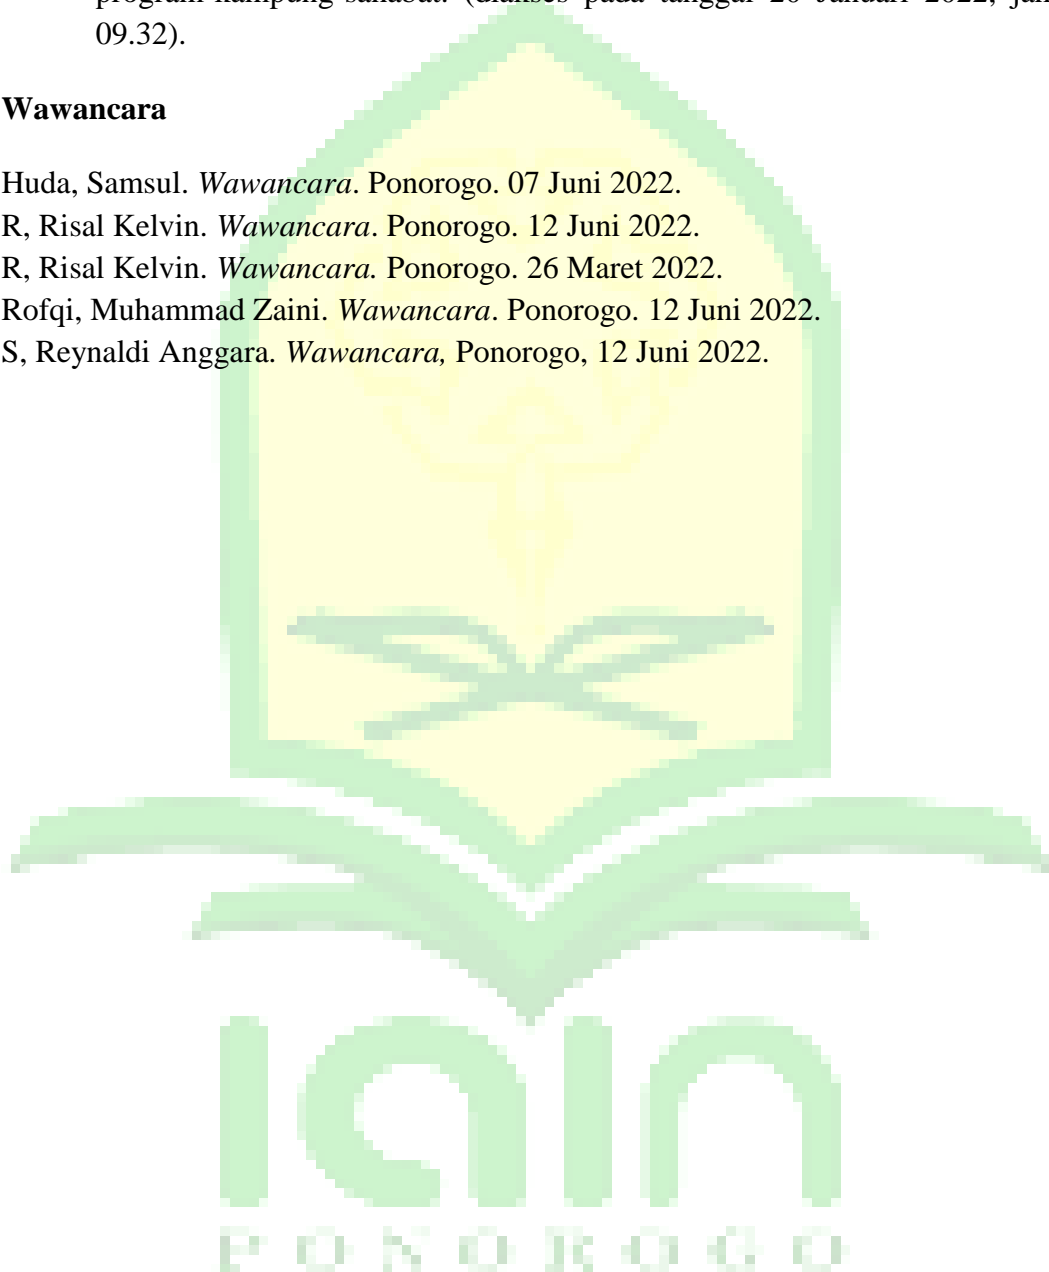 program kampung sahabat. (diakses pada tanggal 20 Januari 2022, jam
09.32).
Wawancara
Huda, Samsul. Wawancara. Ponorogo. 07 Juni 2022.
R, Risal Kelvin. Wawancara. Ponorogo. 12 Juni 2022.
R, Risal Kelvin. Wawancara. Ponorogo. 26 Maret 2022.
Rofqi, Muhammad Zaini. Wawancara. Ponorogo. 12 Juni 2022.
S, Reynaldi Anggara. Wawancara, Ponorogo, 12 Juni 2022.
iain
PONOROGO